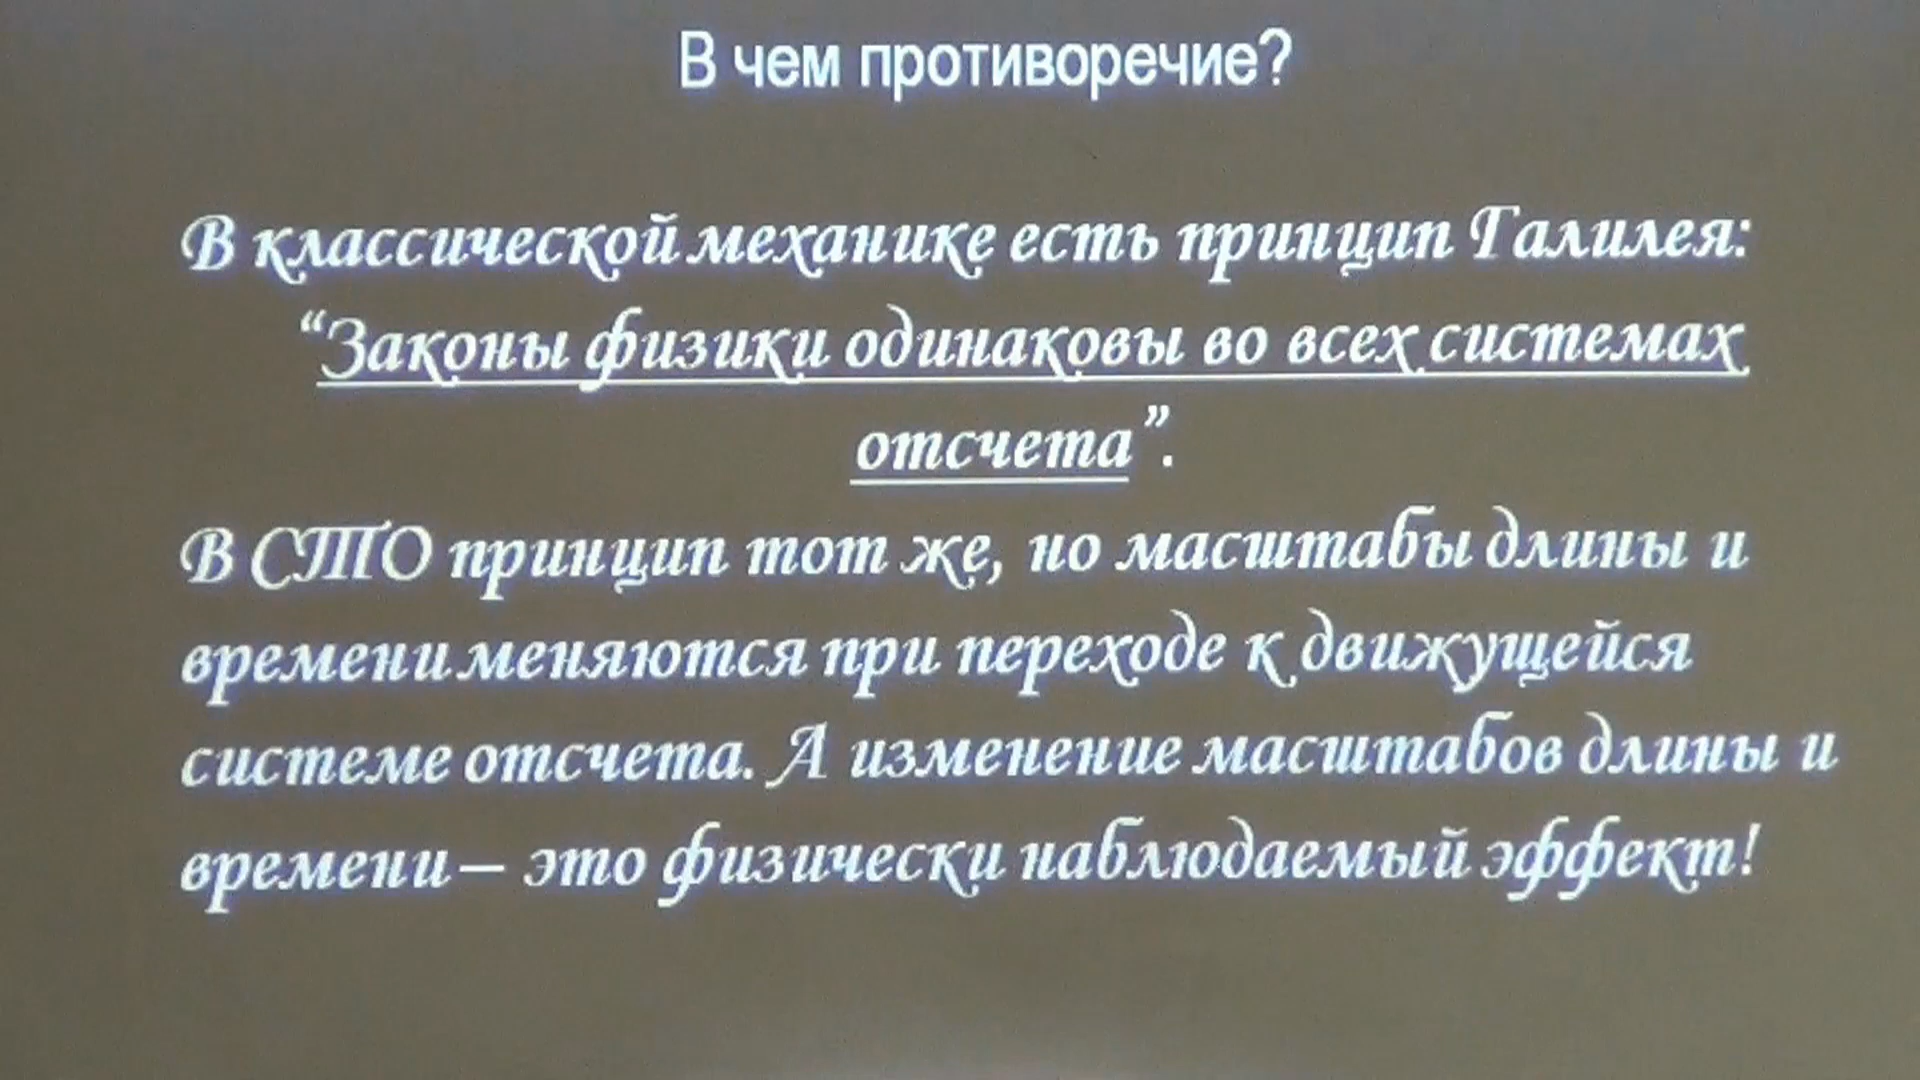 В чем противоречие?
В классической механике есть принцип Галилея:
“Законы физики одинаковы во всех системах
отсчета”.
В СТО принцип тот же, но масштабы длины и
времени меняются при переходе к движущейся
системе отсчета. А изменение масштабов длины и
времени – это физически наблюдаемый эффект!